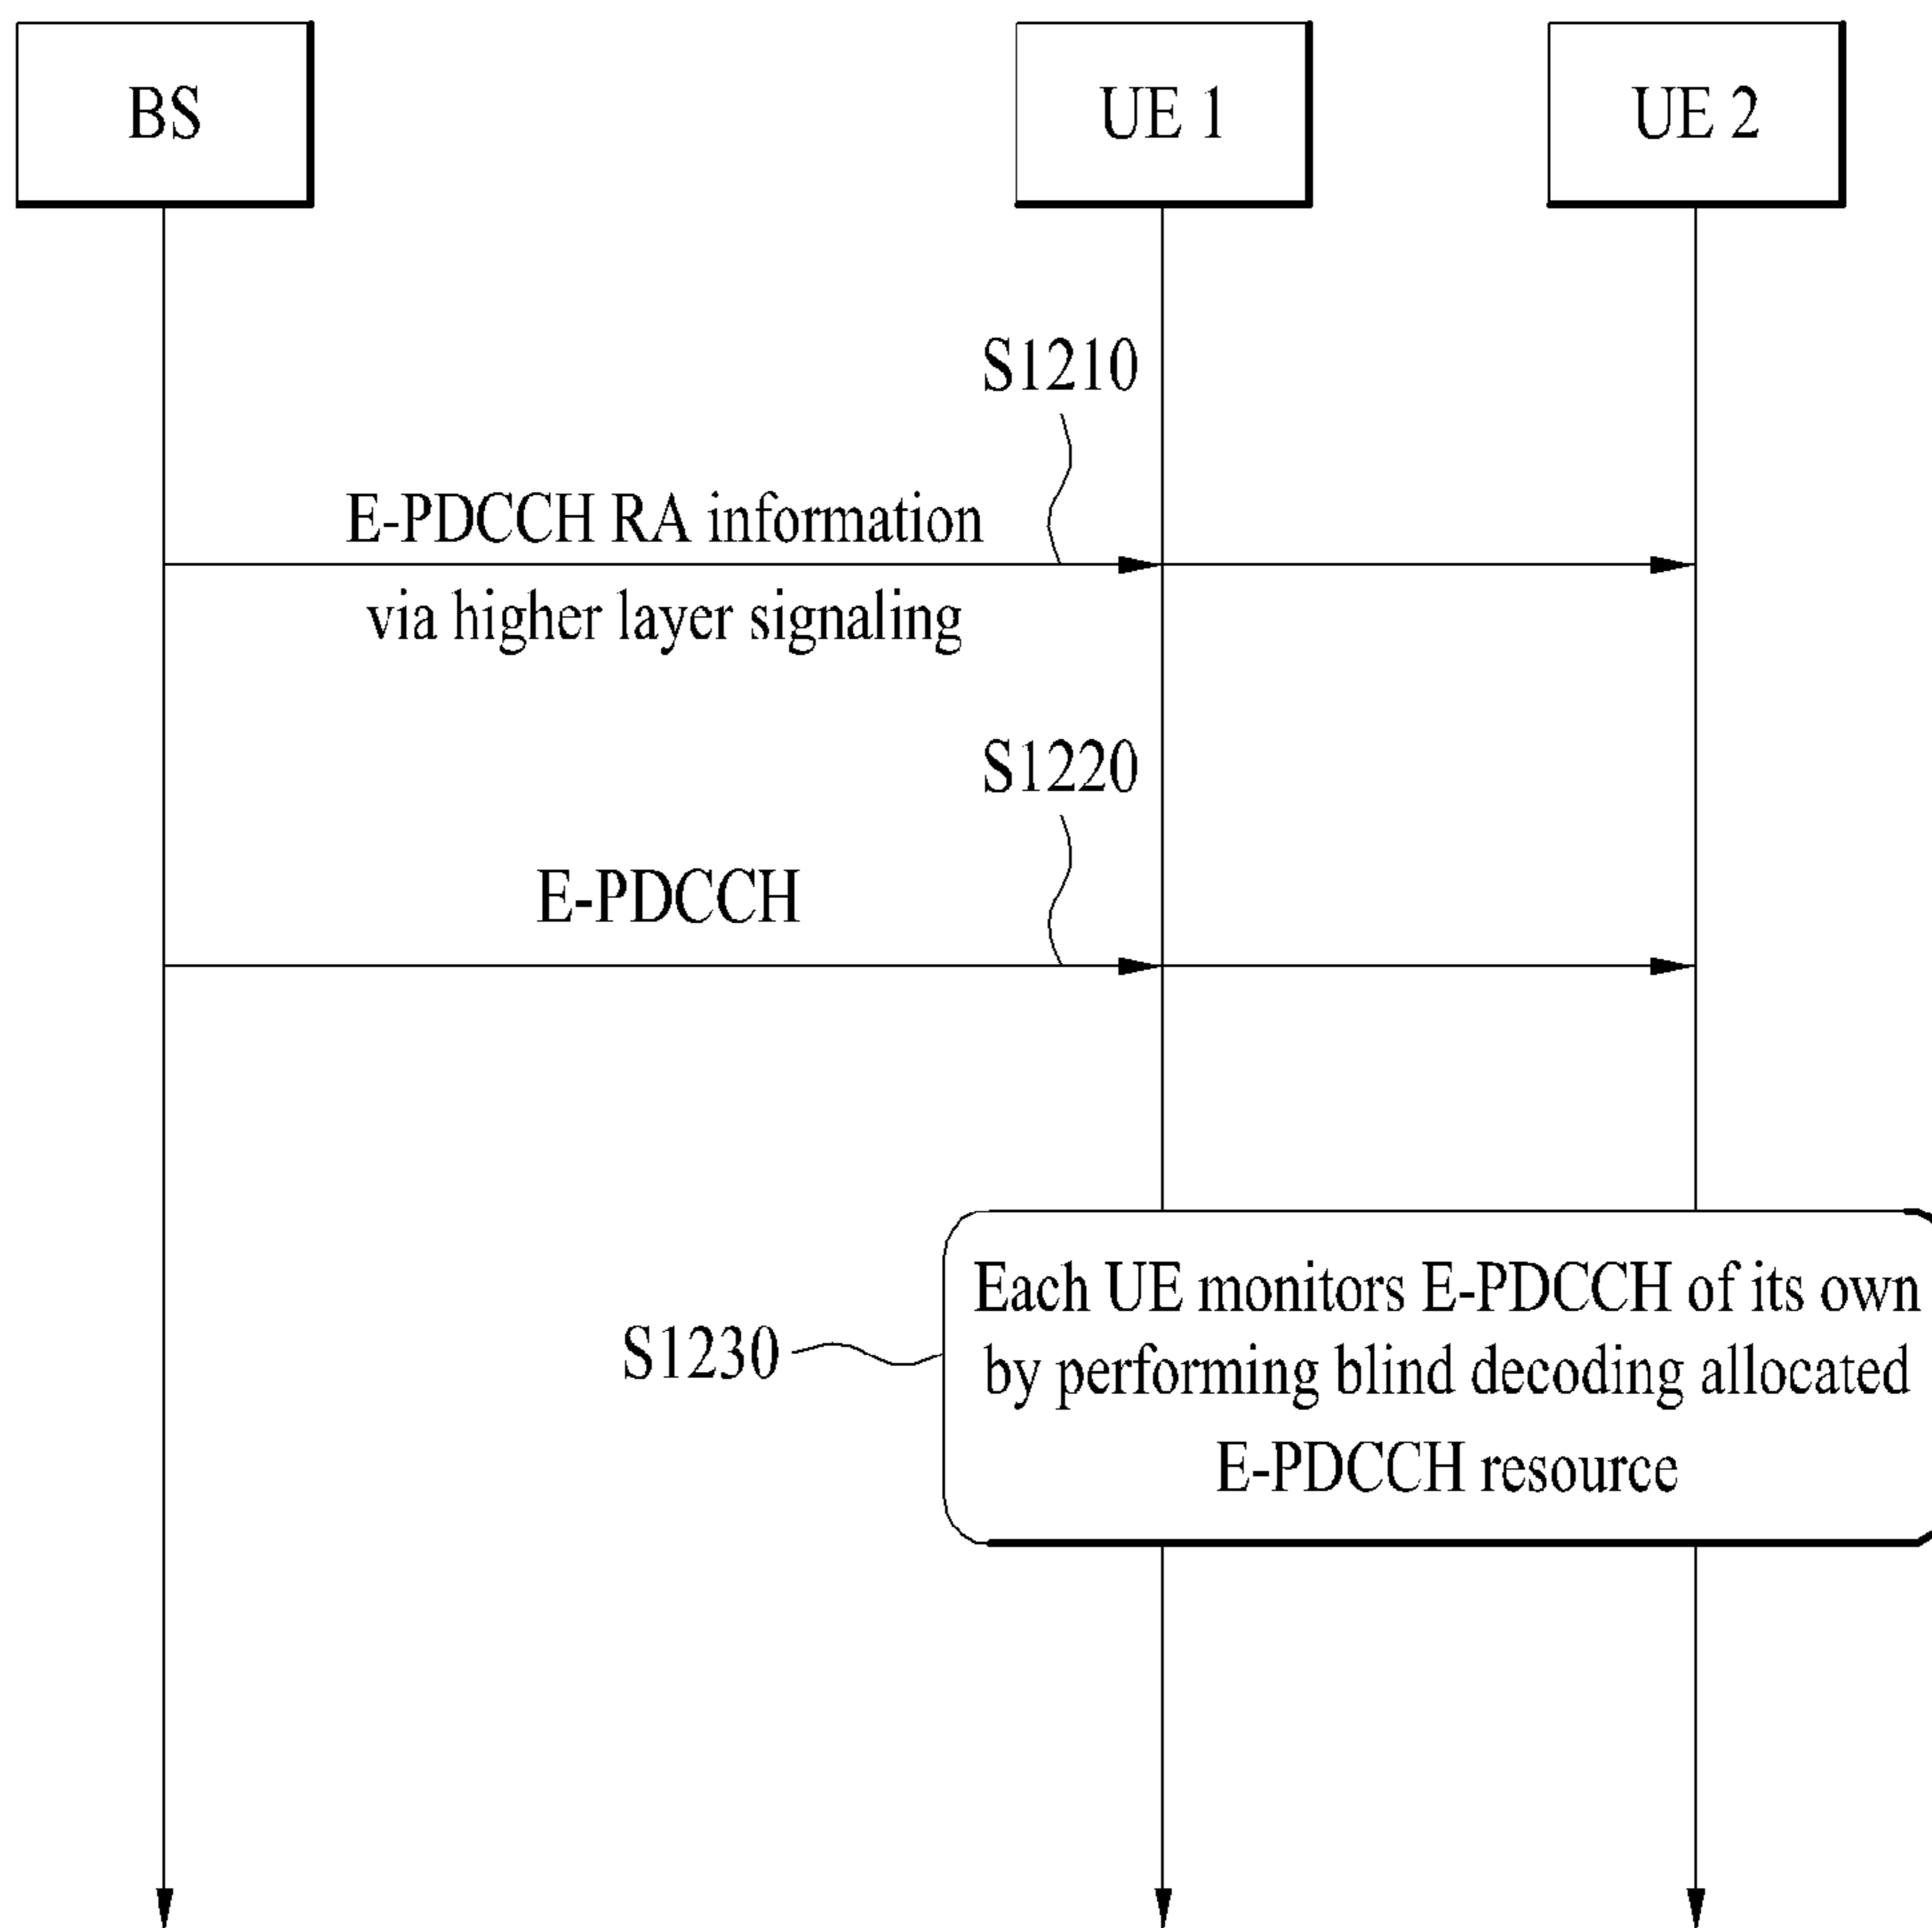 BS
UE 1
UE 2
S1210
E-PDCCH RA information
via higher layer signaling
S1220
E-PDCCH
Each UE monitors E-PDCCH of its own
by performing blind decoding allocated
E-PDCCH resource
S1230